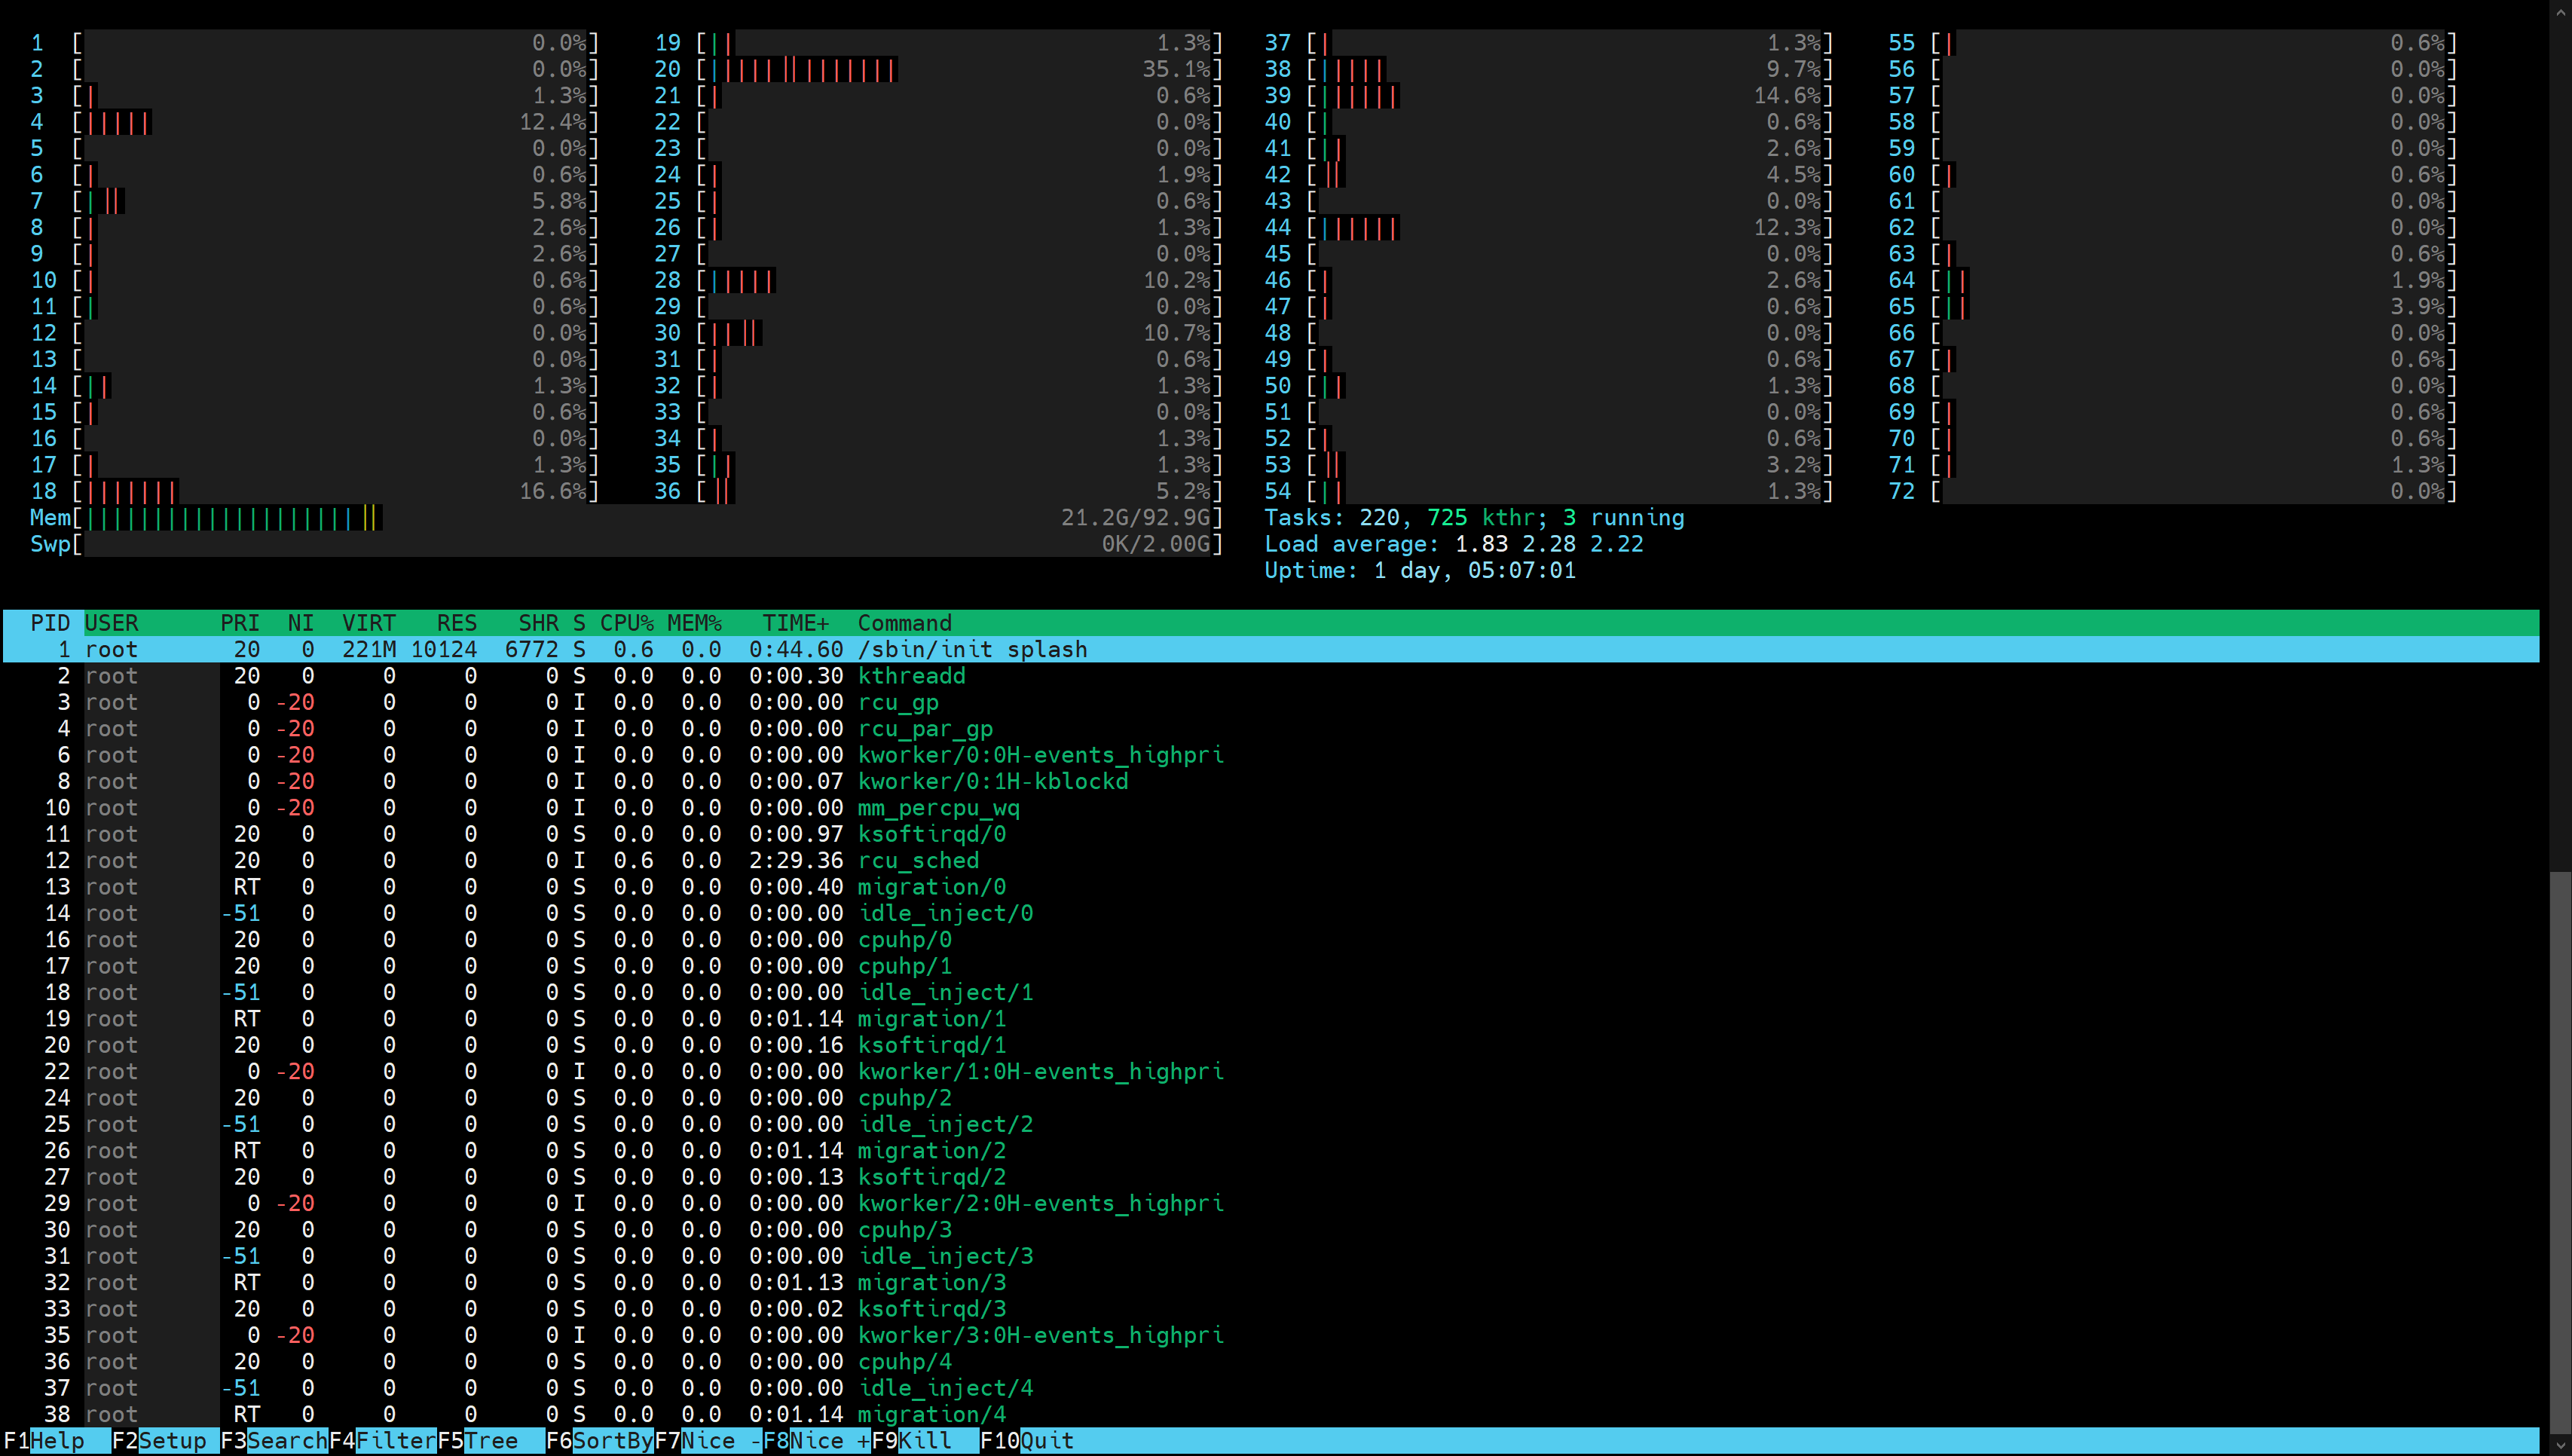 1 [ 0.0%] 19 [|| 1.3%] 37 [| 1.3%] 55 [| 0.6%]
2 [ 0.0%] 20 [|||||||||||||| 35.1%] 38 [||||| 9.7%] 56 [ 0.0%]
3 [| 1.3%] 21 [| 0.6%] 39 [|||||| 14.6%] 57 [ 0.0%]
4 [||||| 12.4%] 22 [ 0.0%] 40 [| 0.6%] 58 [ 0.0%]
5 [ 0.0%] 23 [ 0.0%] 41 [|| 2.6%] 59 [ 0.0%]
6 [| 0.6%] 24 [| 1.9%] 42 [|| 4.5%] 60 [| 0.6%]
7 [||| 5.8%] 25 [| 0.6%] 43 [ 0.0%] 61 [ 0.0%]
8 [| 2.6%] 26 [| 1.3%] 44 [|||||| 12.3%] 62 [ 0.0%]
9 [| 2.6%] 27 [ 0.0%] 45 [ 0.0%] 63 [| 0.6%]
10 [| 0.6%] 28 [||||| 10.2%] 46 [| 2.6%] 64 [|| 1.9%]
11 [| 0.6%] 29 [ 0.0%] 47 [| 0.6%] 65 [|| 3.9%]
12 [ 0.0%] 30 [|||| 10.7%] 48 [ 0.0%] 66 [ 0.0%]
13 [ 0.0%] 31 [| 0.6%] 49 [| 0.6%] 67 [| 0.6%]
14 [|| 1.3%] 32 [| 1.3%] 50 [|| 1.3%] 68 [ 0.0%]
15 [| 0.6%] 33 [ 0.0%] 51 [ 0.0%] 69 [| 0.6%]
16 [ 0.0%] 34 [| 1.3%] 52 [| 0.6%] 70 [| 0.6%]
17 [| 1.3%] 35 [|| 1.3%] 53 [|| 3.2%] 71 [| 1.3%]
18 [||||||| 16.6%] 36 [|| 5.2%] 54 [|| 1.3%] 72 [ 0.0%]
Mem[|||||||||||||||||||||| 21.2G/92.9G] Tasks: 220, 725 kthr; 3 running
Swp[ 0K/2.00G] Load average: 1.83 2.28 2.22
Uptime: 1 day, 05:07:01
PID USER PRI NI VIRT RES SHR S CPU% MEM% TIME+ Command
1 root 20 0 221M 10124 6772 S 0.6 0.0 0:44.60 /sbin/init splash
2 root 20 0 0 0 0 S 0.0 0.0 0:00.30 kthreadd
3 root 0 -20 0 0 0 I 0.0 0.0 0:00.00 rcu_gp
4 root 0 -20 0 0 0 I 0.0 0.0 0:00.00 rcu_par_gp
6 root 0 -20 0 0 0 I 0.0 0.0 0:00.00 kworker/0:0H-events_highpri
8 root 0 -20 0 0 0 I 0.0 0.0 0:00.07 kworker/0:1H-kblockd
10 root 0 -20 0 0 0 I 0.0 0.0 0:00.00 mm_percpu_wq
11 root 20 0 0 0 0 S 0.0 0.0 0:00.97 ksoftirqd/0
12 root 20 0 0 0 0 I 0.6 0.0 2:29.36 rcu_sched
13 root RT 0 0 0 0 S 0.0 0.0 0:00.40 migration/0
14 root -51 0 0 0 0 S 0.0 0.0 0:00.00 idle_inject/0
16 root 20 0 0 0 0 S 0.0 0.0 0:00.00 cpuhp/0
17 root 20 0 0 0 0 S 0.0 0.0 0:00.00 cpuhp/1
18 root -51 0 0 0 0 S 0.0 0.0 0:00.00 idle_inject/1
19 root RT 0 0 0 0 S 0.0 0.0 0:01.14 migration/1
20 root 20 0 0 0 0 S 0.0 0.0 0:00.16 ksoftirqd/1
22 root 0 -20 0 0 0 I 0.0 0.0 0:00.00 kworker/1:0H-events_highpri
24 root 20 0 0 0 0 S 0.0 0.0 0:00.00 cpuhp/2
25 root -51 0 0 0 0 S 0.0 0.0 0:00.00 idle_inject/2
26 root RT 0 0 0 0 S 0.0 0.0 0:01.14 migration/2
27 root 20 0 0 0 0 S 0.0 0.0 0:00.13 ksoftirqd/2
29 root 0 -20 0 0 0 I 0.0 0.0 0:00.00 kworker/2:0H-events_highpri
30 root 20 0 0 0 0 S 0.0 0.0 0:00.00 cpuhp/3
31 root -51 0 0 0 0 S 0.0 0.0 0:00.00 idle_inject/3
32 root RT 0 0 0 0 S 0.0 0.0 0:01.13 migration/3
33 root 20 0 0 0 0 S 0.0 0.0 0:00.02 ksoftirqd/3
35 root 0 -20 0 0 0 I 0.0 0.0 0:00.00 kworker/3:0H-events_highpri
36 root 20 0 0 0 0 S 0.0 0.0 0:00.00 cpuhp/4
37 root -51 0 0 0 0 S 0.0 0.0 0:00.00 idle_inject/4
38 root RT 0 0 0 0 S 0.0 0.0 0:01.14 migration/4
F1Help F2Setup F3SearchF4FilterF5Tree F6SortByF7Nice -F8Nice +F9Kill F10Quit